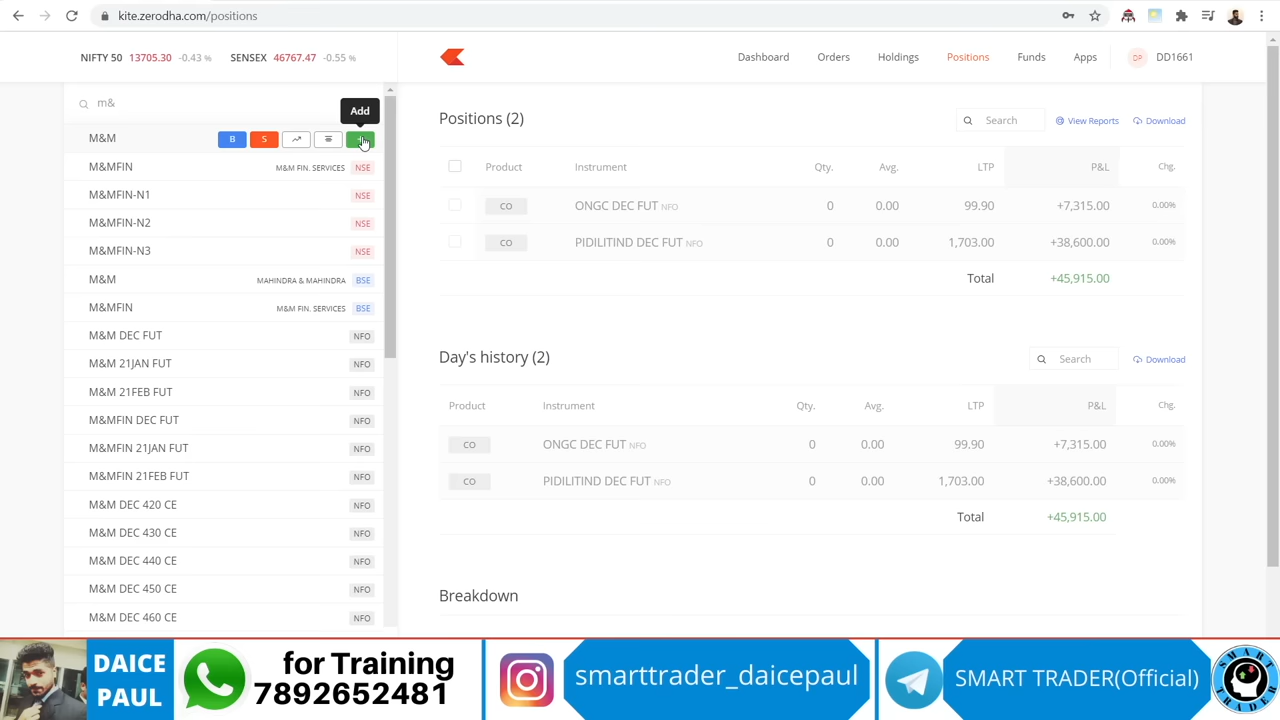 kite.zerodha.com/positions
NIFTY 50 13705.30 -0.43 % SENSEX 46767.47 -0.55 %
Dashboard Orders Holdings Positions Funds Apps DP DD1661
m&
Add
M&M B S
M&MFIN M&M FIN. SERVICES NSE
M&MFIN-N1 NSE
M&MFIN-N2 NSE
M&MFIN-N3 NSE
M&M MAHINDRA & MAHINDRA BSE
M&MFIN M&M FIN. SERVICES BSE
M&M DEC FUT NFO
M&M 21JAN FUT NFO
M&M 21FEB FUT NFO
M&MFIN DEC FUT NFO
M&MFIN 21JAN FUT NFO
M&MFIN 21FEB FUT NFO
M&M DEC 420 CE NFO
M&M DEC 430 CE NFO
M&M DEC 440 CE NFO
M&M DEC 450 CE NFO
M&M DEC 460 CE NFO
Positions (2) Search View Reports Download
Product Instrument Qty. Avg. LTP P&L Chg.
CO ONGC DEC FUT NFO 0 0.00 99.90 +7,315.00 0.00%
CO PIDILITIND DEC FUT NFO 0 0.00 1,703.00 +38,600.00 0.00%
Total +45,915.00
Day's history (2) Search Download
Product Instrument Qty. Avg. LTP P&L Chg.
CO ONGC DEC FUT NFO 0 0.00 99.90 +7,315.00 0.00%
CO PIDILITIND DEC FUT NFO 0 0.00 1,703.00 +38,600.00 0.00%
Total +45,915.00
Breakdown
DAICE
PAUL
for Training
7892652481
smarttrader_daicepaul
SMART TRADER(Official)
SMART
TRADER